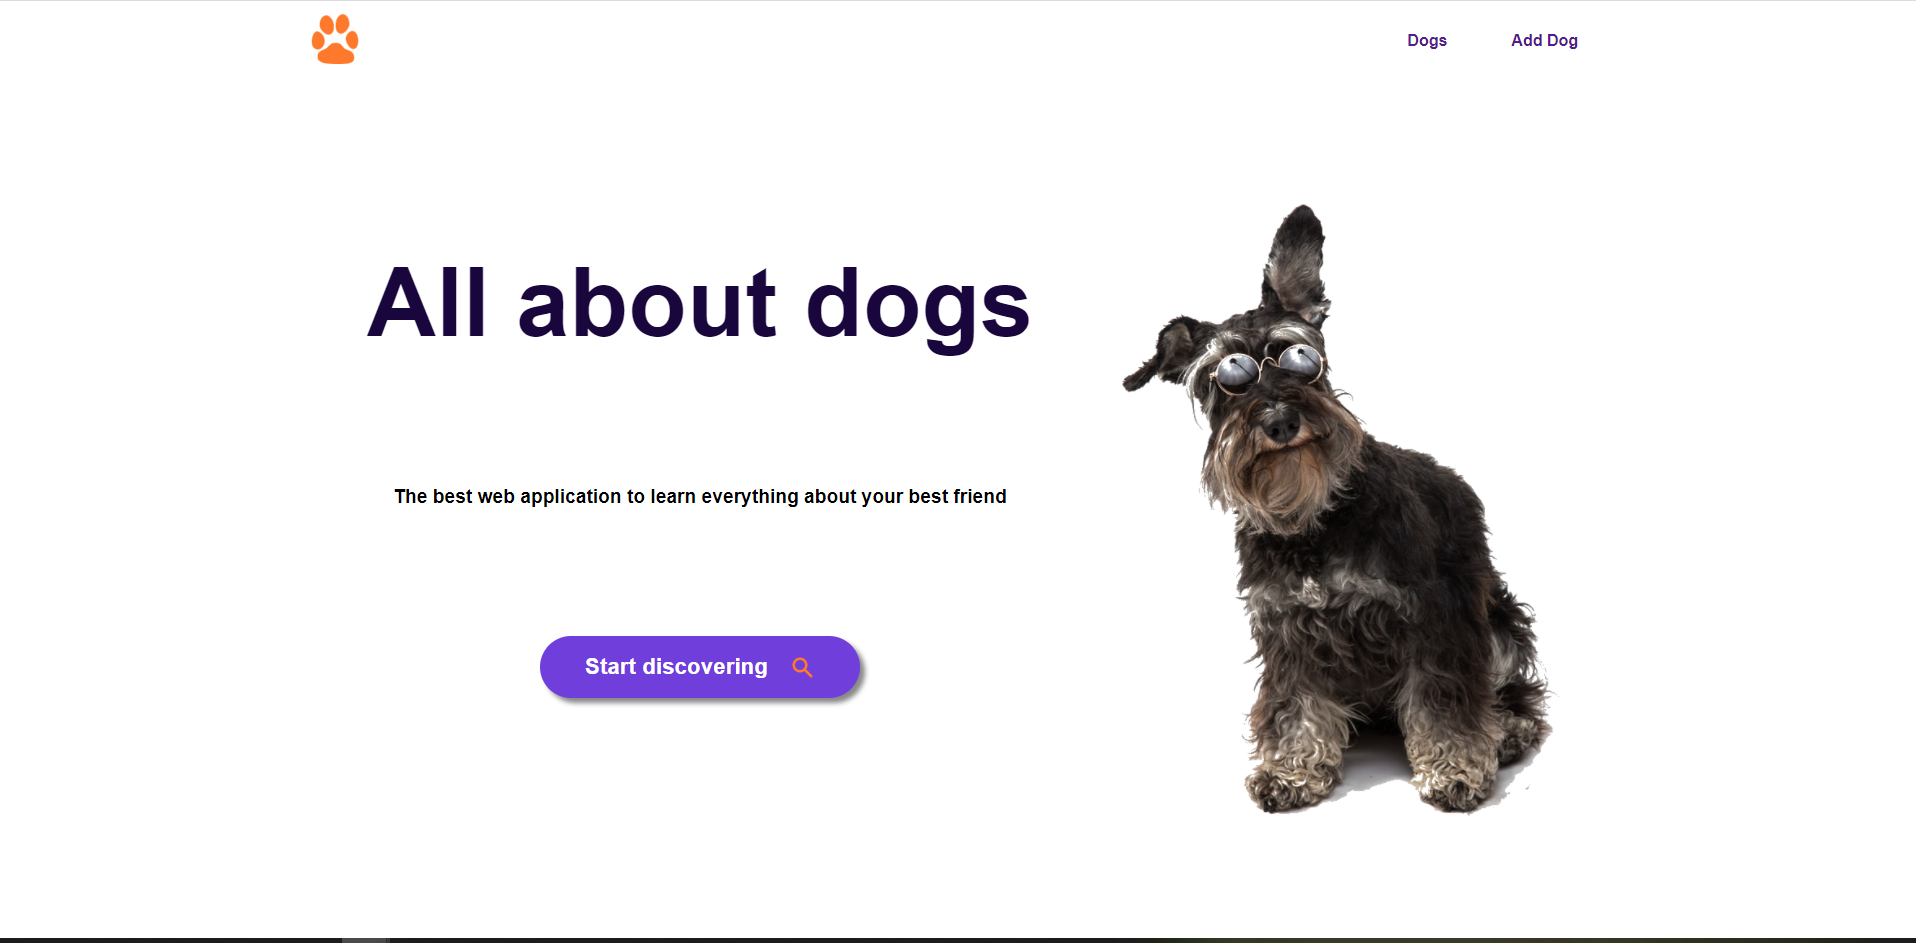 Dogs
Add Dog
All about dogs
The best web application to learn everything about your best friend
Start discovering